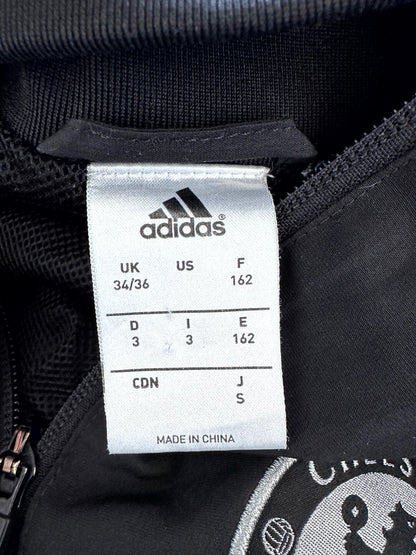 adidas®
UK US F
34/36 162
D I E
3 3 162
CDN J
S
MADE IN CHINA
CHELS